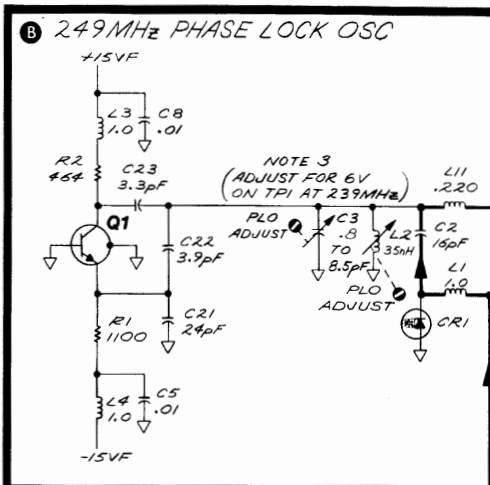 B 249MHz PHASE LOCK OSC
+15VF
L3
1.0
C8
.01
R2
464
C23
3.3pF
NOTE 3
(ADJUST FOR 6V
ON TP1 AT 239MHz)
L11
.220
Q1
PLO
ADJUST
C3
.8
TO
8.5pF
L2
35nH
C2
16pF
C22
3.9pF
PLO
ADJUST
L1
1.0
R1
1100
C21
24pF
CR1
L4
1.0
C5
.01
-15VF